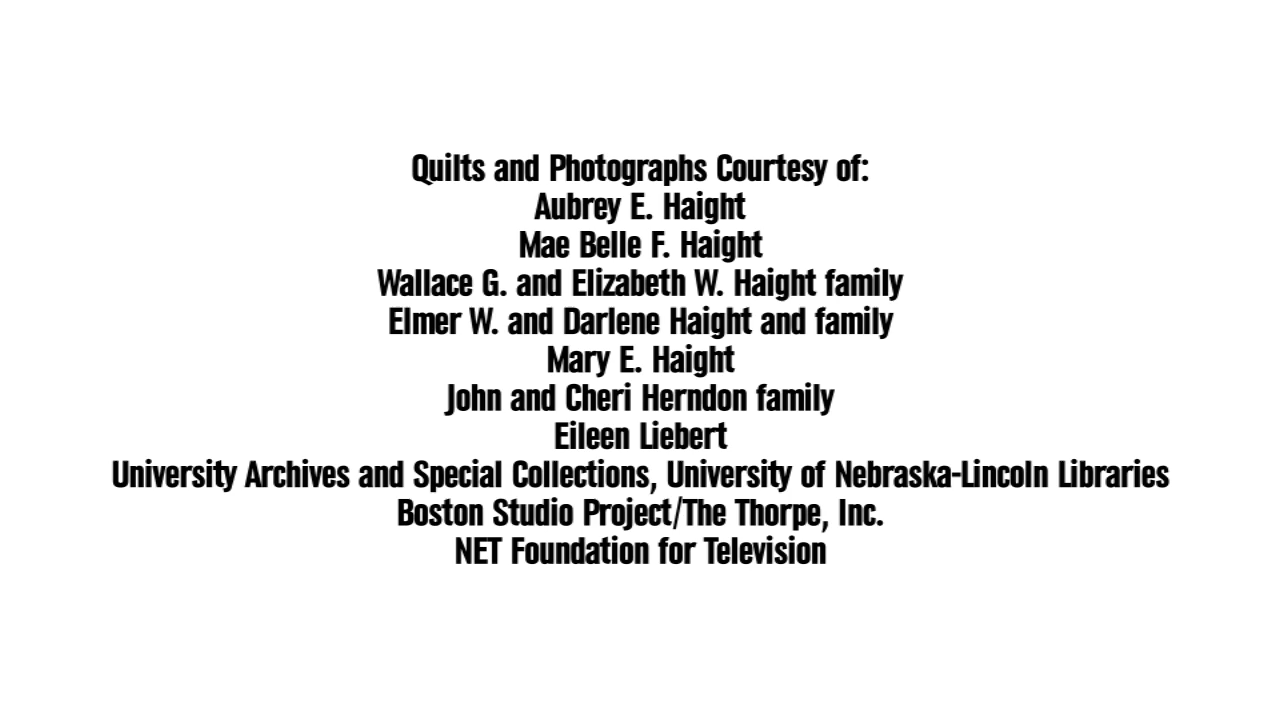 Quilts and Photographs Courtesy of:
Aubrey E. Haight
Mae Belle F. Haight
Wallace G. and Elizabeth W. Haight family
Elmer W. and Darlene Haight and family
Mary E. Haight
John and Cheri Herndon family
Eileen Liebert
University Archives and Special Collections, University of Nebraska-Lincoln Libraries
Boston Studio Project/The Thorpe, Inc.
NET Foundation for Television